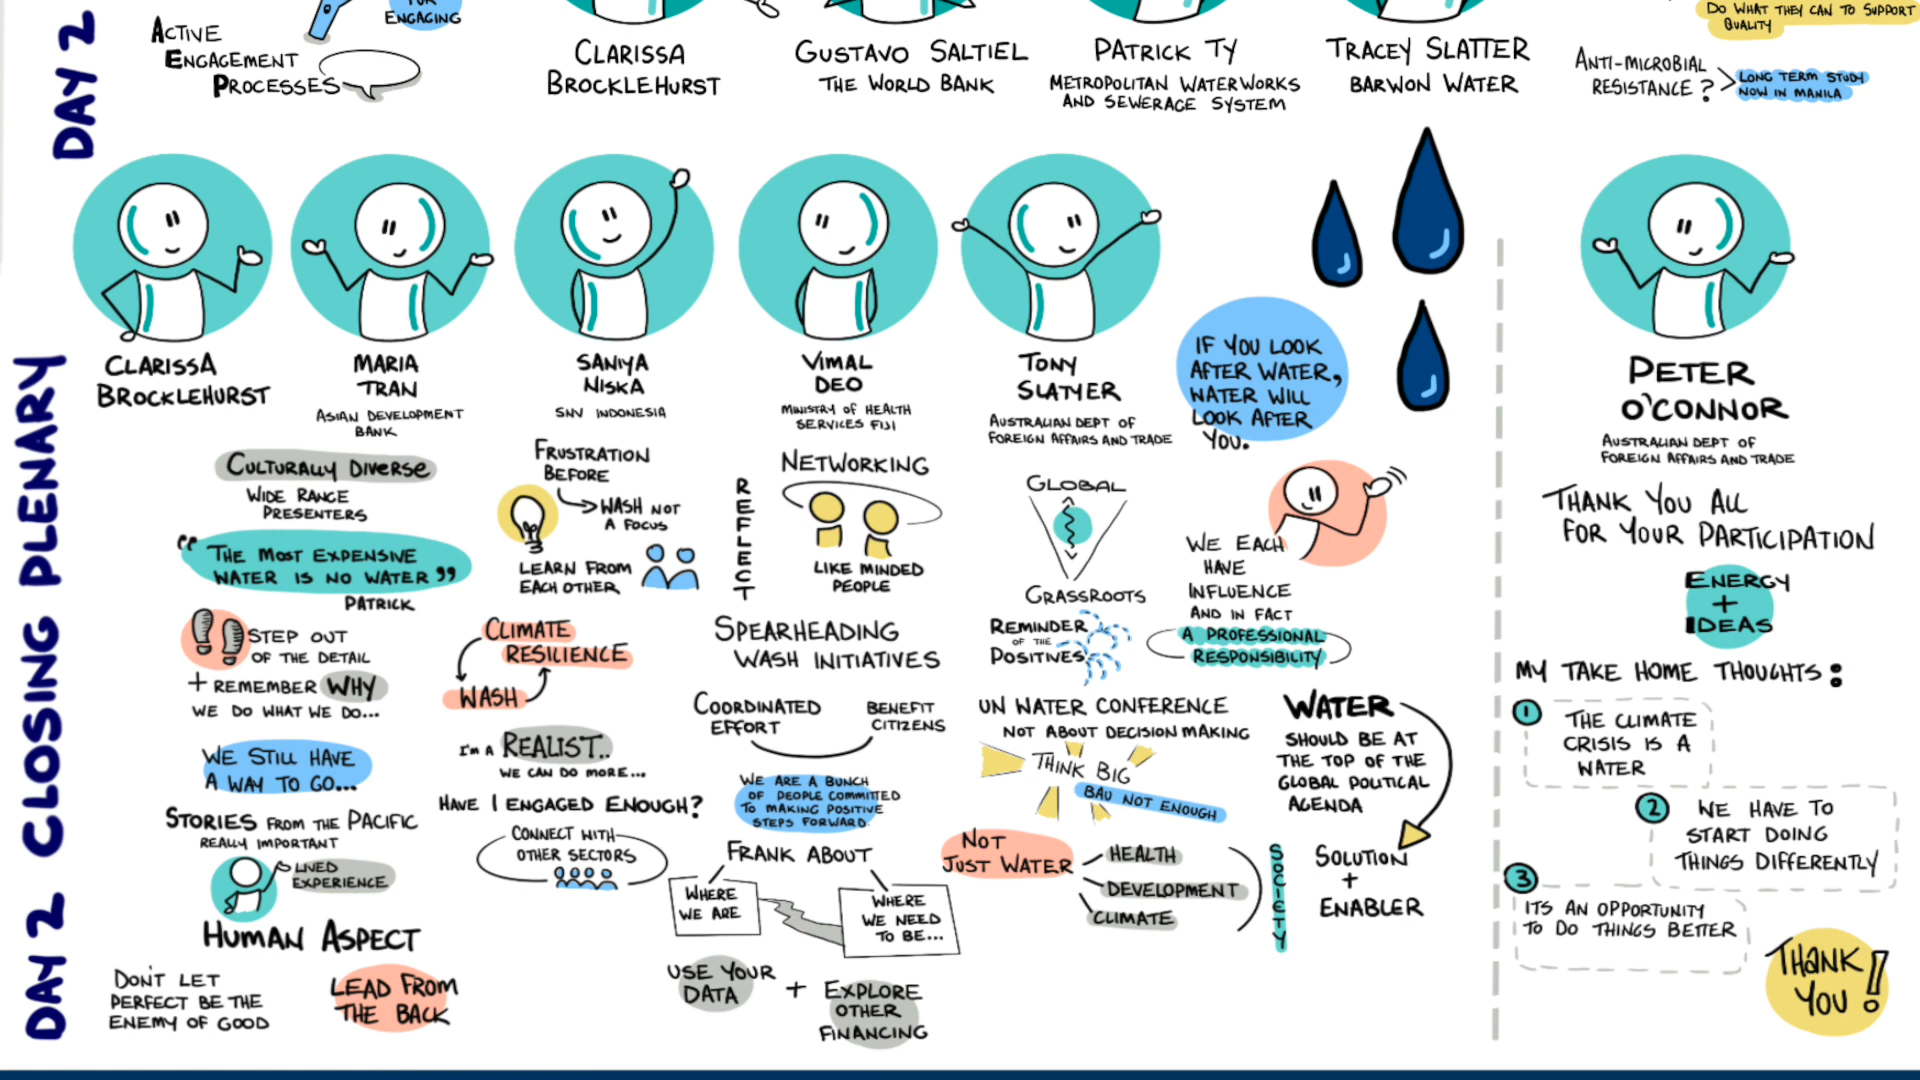 DAY 2
ACTIVE
ENGAGEMENT
PROCESSES
ENGAGING
CLARISSA
BROCKLEHURST
GUSTAVO SALTIEL
THE WORLD BANK
PATRICK TY
METROPOLITAN WATERWORKS
AND SEWERAGE SYSTEM
TRACEY SLATTER
BARWON WATER
DO WHAT THEY CAN TO SUPPORT
QUALITY
ANTI-MICROBIAL
RESISTANCE?
LONG TERM STUDY
NOW IN MANILA
DAY 2 CLOSING PLENARY
CLARISSA
BROCKLEHURST
MARIA
TRAN
ASIAN DEVELOPMENT
BANK
CULTURALLY DIVERSE
WIDE RANGE
PRESENTERS
"THE MOST EXPENSIVE
WATER IS NO WATER"
PATRICK
STEP OUT
OF THE DETAIL
+ REMEMBER WHY
WE DO WHAT WE DO...
WE STILL HAVE
A WAY TO GO...
STORIES FROM THE PACIFIC
REALLY IMPORTANT
LIVED
EXPERIENCE
HUMAN ASPECT
DON'T LET
PERFECT BE THE
ENEMY OF GOOD
LEAD FROM
THE BACK
SANIYA
NISKA
SNV INDONESIA
FRUSTRATION
BEFORE
WASH NOT
A FOCUS
LEARN FROM
EACH OTHER
CLIMATE
RESILIENCE
WASH
I'M A REALIST..
WE CAN DO MORE...
HAVE I ENGAGED ENOUGH?
CONNECT WITH
OTHER SECTORS
VIMAL
DEO
MINISTRY OF HEALTH
SERVICES FIJI
REFLECT
NETWORKING
LIKE MINDED
PEOPLE
SPEARHEADING
WASH INITIATIVES
COORDINATED
EFFORT
BENEFIT
CITIZENS
WE ARE A BUNCH
OF PEOPLE COMMITTED
TO MAKING POSITIVE
STEPS FORWARD.
FRANK ABOUT
WHERE
WE ARE
WHERE
WE NEED
TO BE...
USE YOUR
DATA
+
EXPLORE
OTHER
FINANCING
TONY
SLATYER
AUSTRALIAN DEPT OF
FOREIGN AFFAIRS AND TRADE
IF YOU LOOK
AFTER WATER,
WATER WILL
LOOK AFTER
YOU.
GLOBAL
GRASSROOTS
REMINDER
OF THE
POSITIVES
WE EACH
HAVE
INFLUENCE
AND IN FACT
A PROFESSIONAL
RESPONSIBILITY
UN WATER CONFERENCE
NOT ABOUT DECISION MAKING
THINK BIG
BAU NOT ENOUGH
NOT
JUST WATER
HEALTH
DEVELOPMENT
CLIMATE
SOCIETY
WATER
SHOULD BE AT
THE TOP OF THE
GLOBAL POLITICAL
AGENDA
SOLUTION
+
ENABLER
PETER
O'CONNOR
AUSTRALIAN DEPT OF
FOREIGN AFFAIRS AND TRADE
THANK YOU ALL
FOR YOUR PARTICIPATION
ENERGY
+
IDEAS
MY TAKE HOME THOUGHTS:
1 THE CLIMATE
CRISIS IS A
WATER
2 WE HAVE TO
START DOING
THINGS DIFFERENTLY
3
ITS AN OPPORTUNITY
TO DO THINGS BETTER
THANK
YOU!